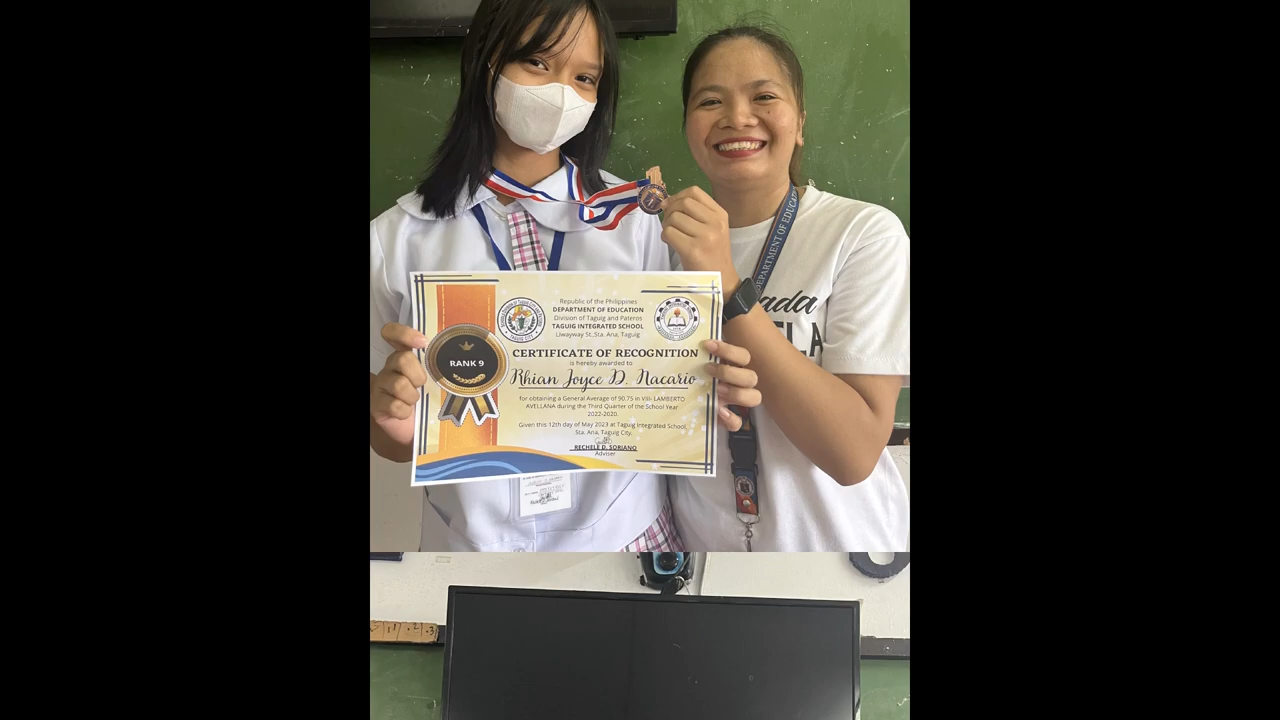 DEPARTMENT OF EDUCATION
Republic of the Philippines
DEPARTMENT OF EDUCATION
Division of Taguig and Pateros
TAGUIG INTEGRATED SCHOOL
Liwayway St.,Sta. Ana, Taguig
RANK 9
CERTIFICATE OF RECOGNITION
is hereby awarded to
Rhian Joyce D. Nacario
for obtaining a General Average of 90.75 in VIII- LAMBERTO
AVELLANA during the Third Quarter of the School Year
2022-2020.
Given this 12th day of May 2023 at Taguig Integrated School,
Sta. Ana, Taguig City.
RECHELE D. SORIANO
Adviser